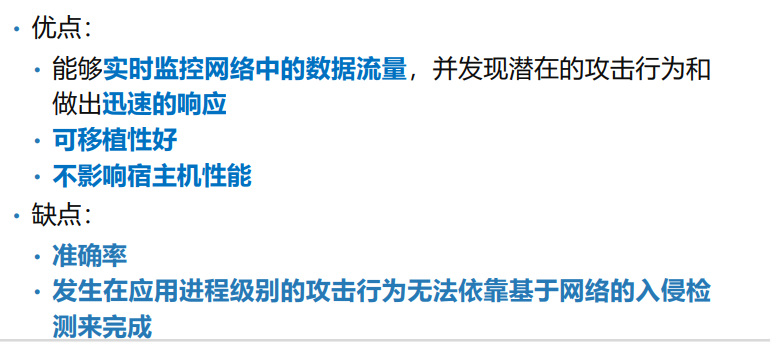 • 优点：
• 能够实时监控网络中的数据流量，并发现潜在的攻击行为和
做出迅速的响应
• 可移植性好
• 不影响宿主机性能
• 缺点：
• 准确率
• 发生在应用进程级别的攻击行为无法依靠基于网络的入侵检
测来完成